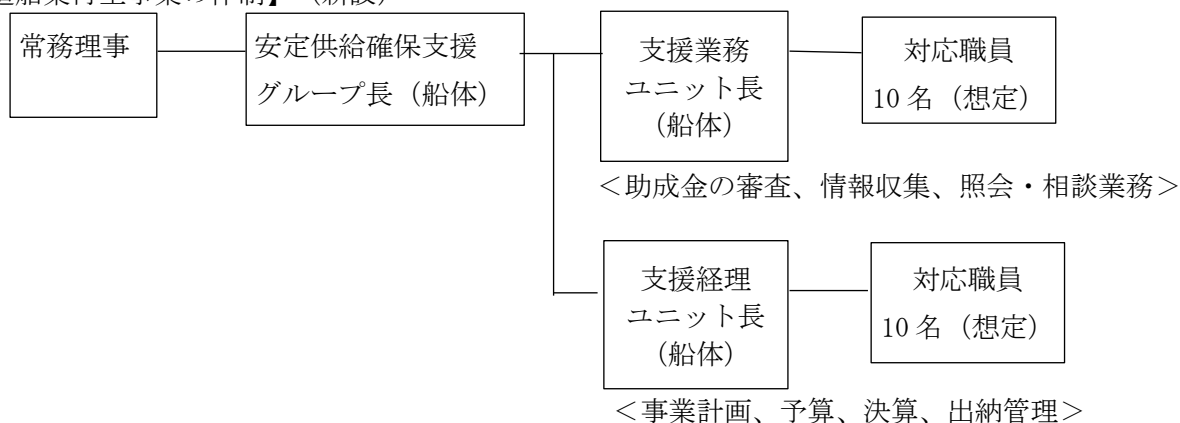 常務理事
安定供給確保支援
グループ長（船体）
支援業務
ユニット長
（船体）
対応職員
10 名（想定）
＜助成金の審査、情報収集、照会・相談業務＞
支援経理
ユニット長
（船体）
対応職員
10 名（想定）
＜事業計画、予算、決算、出納管理＞